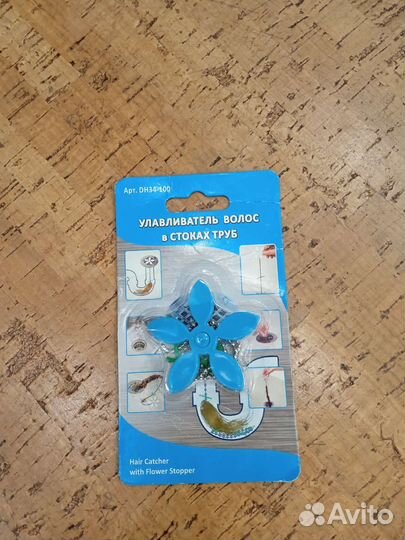 Арт. DH34-100
УЛАВЛИВАТЕЛЬ ВОЛОС
в СТОКАХ ТРУБ
Hair Catcher
with Flower Stopper
Avito